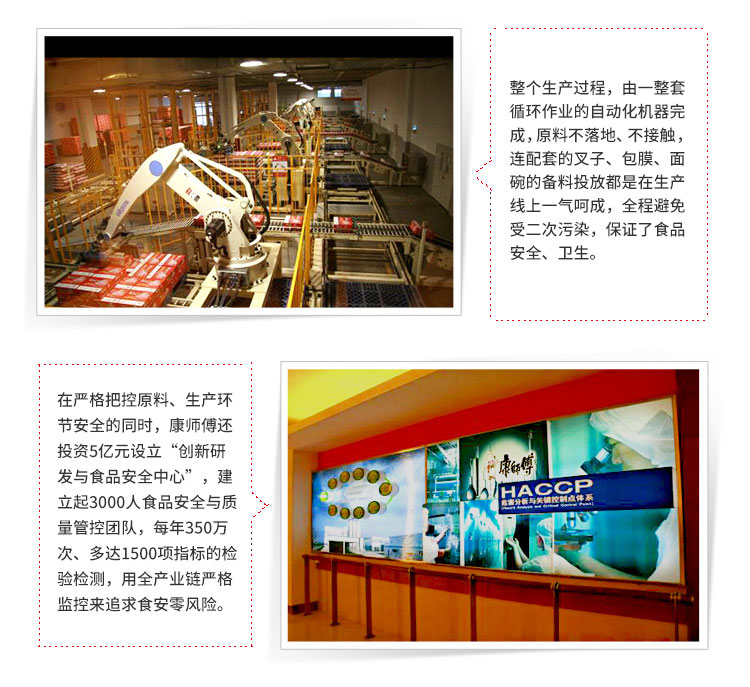 整个生产过程，由一整套
循环作业的自动化机器完
成，原料不落地、不接触，
连配套的叉子、包膜、面
碗的备料投放都是在生产
线上一气呵成，全程避免
受二次污染，保证了食品
安全、卫生。
在严格把控原料、生产环
节安全的同时，康师傅还
投资5亿元设立“创新研
发与食品安全中心”，建
立起3000人食品安全与质
量管控团队，每年350万
次、多达1500项指标的检
验检测，用全产业链严格
监控来追求食安零风险。
康師傅
HACCP
危害分析与关键控制点体系
(Hazard Analysis and Critical Control Point)